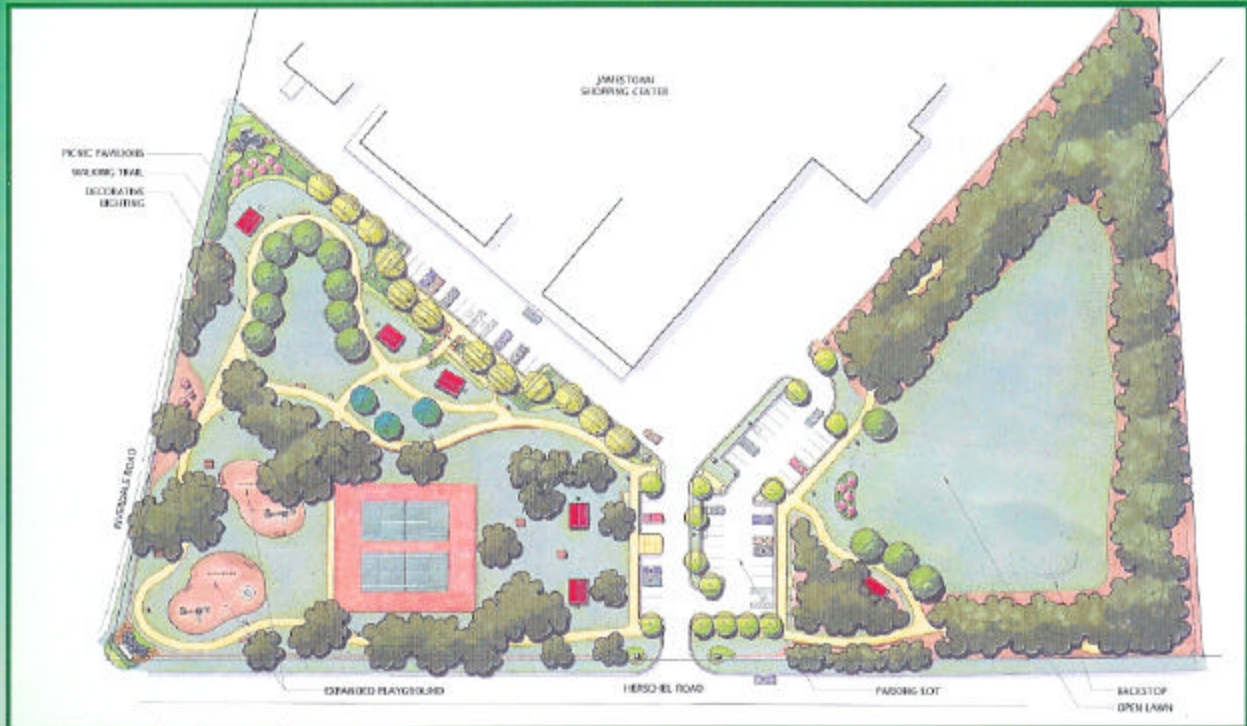 JAMESTOWN
SHOPPING CENTER
PICNIC PAVILIONS
WALKING TRAIL
DECORATIVE
LIGHTING
RIVERDALE ROAD
EXPANDED PLAYGROUND
HERSCHEL ROAD
PARKING LOT
BACKSTOP
OPEN LAWN